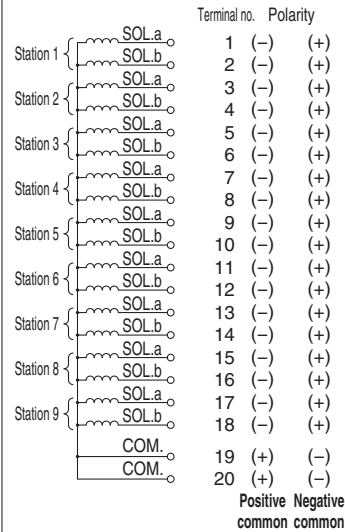 Terminal no. Polarity
Station 1 SOL.a 1 (–) (+)
SOL.b 2 (–) (+)
Station 2 SOL.a 3 (–) (+)
SOL.b 4 (–) (+)
Station 3 SOL.a 5 (–) (+)
SOL.b 6 (–) (+)
Station 4 SOL.a 7 (–) (+)
SOL.b 8 (–) (+)
Station 5 SOL.a 9 (–) (+)
SOL.b 10 (–) (+)
Station 6 SOL.a 11 (–) (+)
SOL.b 12 (–) (+)
Station 7 SOL.a 13 (–) (+)
SOL.b 14 (–) (+)
Station 8 SOL.a 15 (–) (+)
SOL.b 16 (–) (+)
Station 9 SOL.a 17 (–) (+)
SOL.b 18 (–) (+)
COM. 19 (+) (–)
COM. 20 (+) (–)
Positive Negative
common common